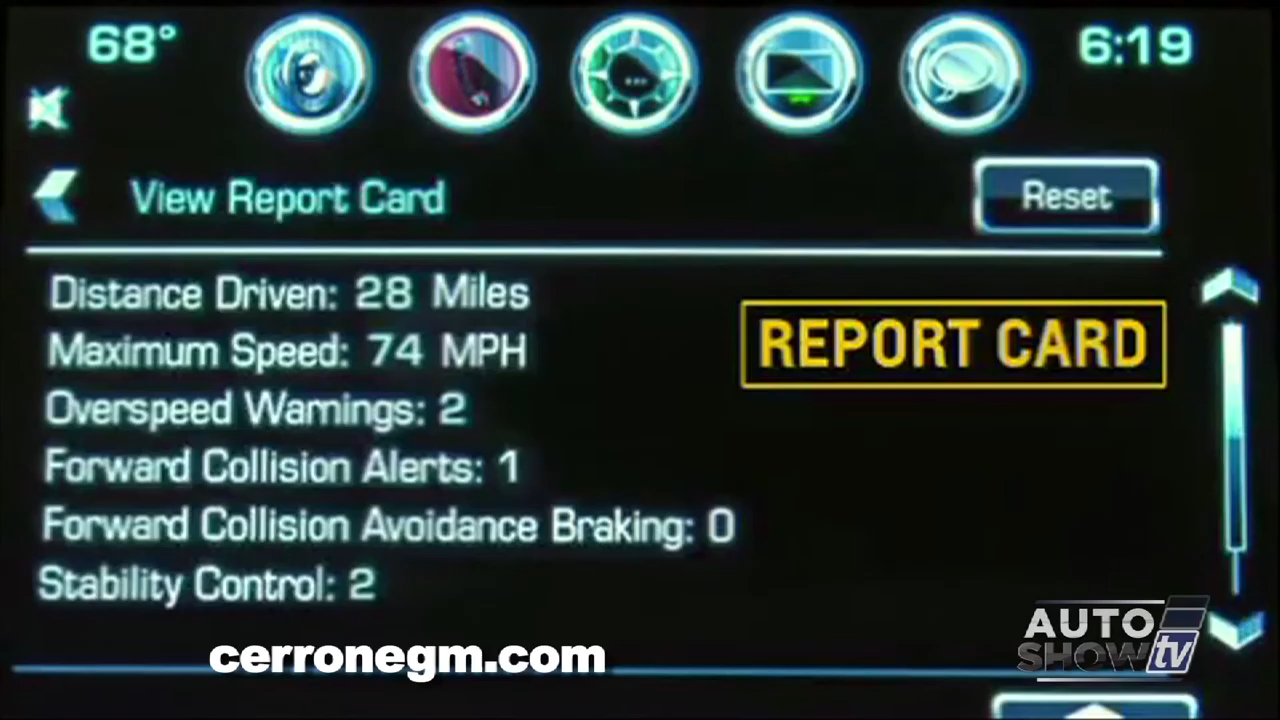 68°
6:19
View Report Card
Reset
Distance Driven: 28 Miles
Maximum Speed: 74 MPH
REPORT CARD
Overspeed Warnings: 2
Forward Collision Alerts: 1
Forward Collision Avoidance Braking: 0
Stability Control: 2
cerronegm.com
AUTO
SHOW tv